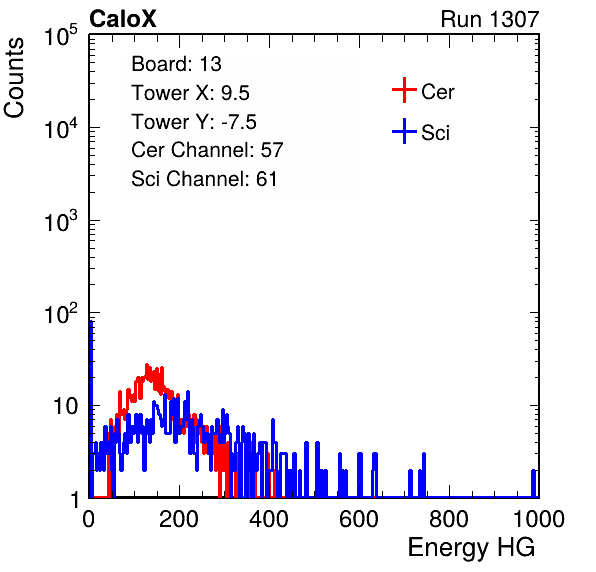 CaloX Run 1307
Counts
10^5
10^4
10^3
10^2
10
1
Board: 13
Tower X: 9.5
Tower Y: -7.5
Cer Channel: 57
Sci Channel: 61
Cer
Sci
0 200 400 600 800 1000
Energy HG